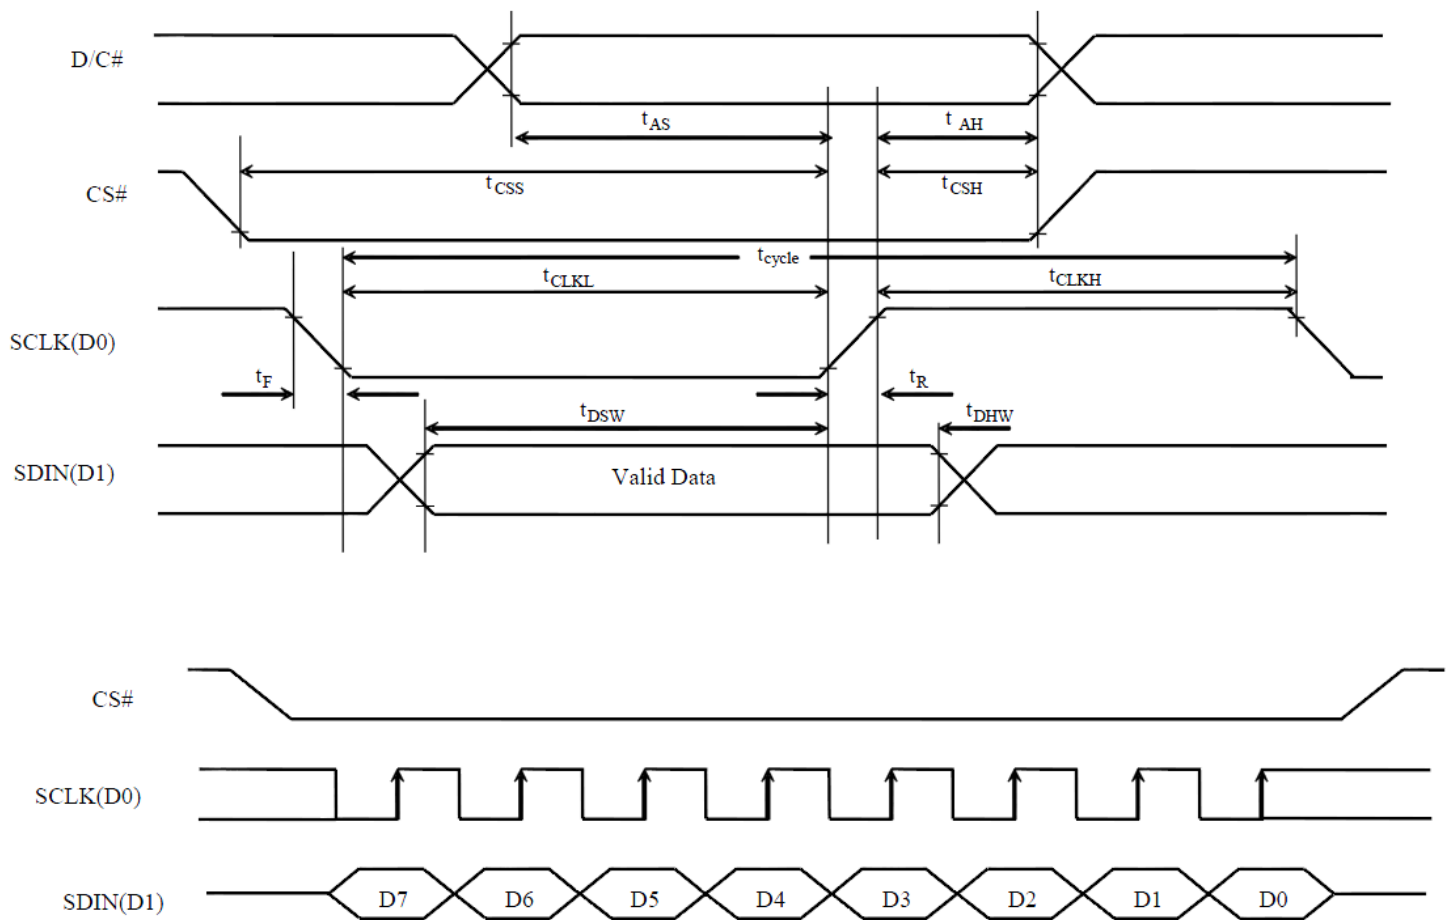 D/C#
tAS
t AH
CS#
tCSS
tCSH
tcycle
tCLKL
tCLKH
SCLK(D0)
tF
tR
tDSW
tDHW
SDIN(D1)
Valid Data
CS#
SCLK(D0)
SDIN(D1)
D7 D6 D5 D4 D3 D2 D1 D0